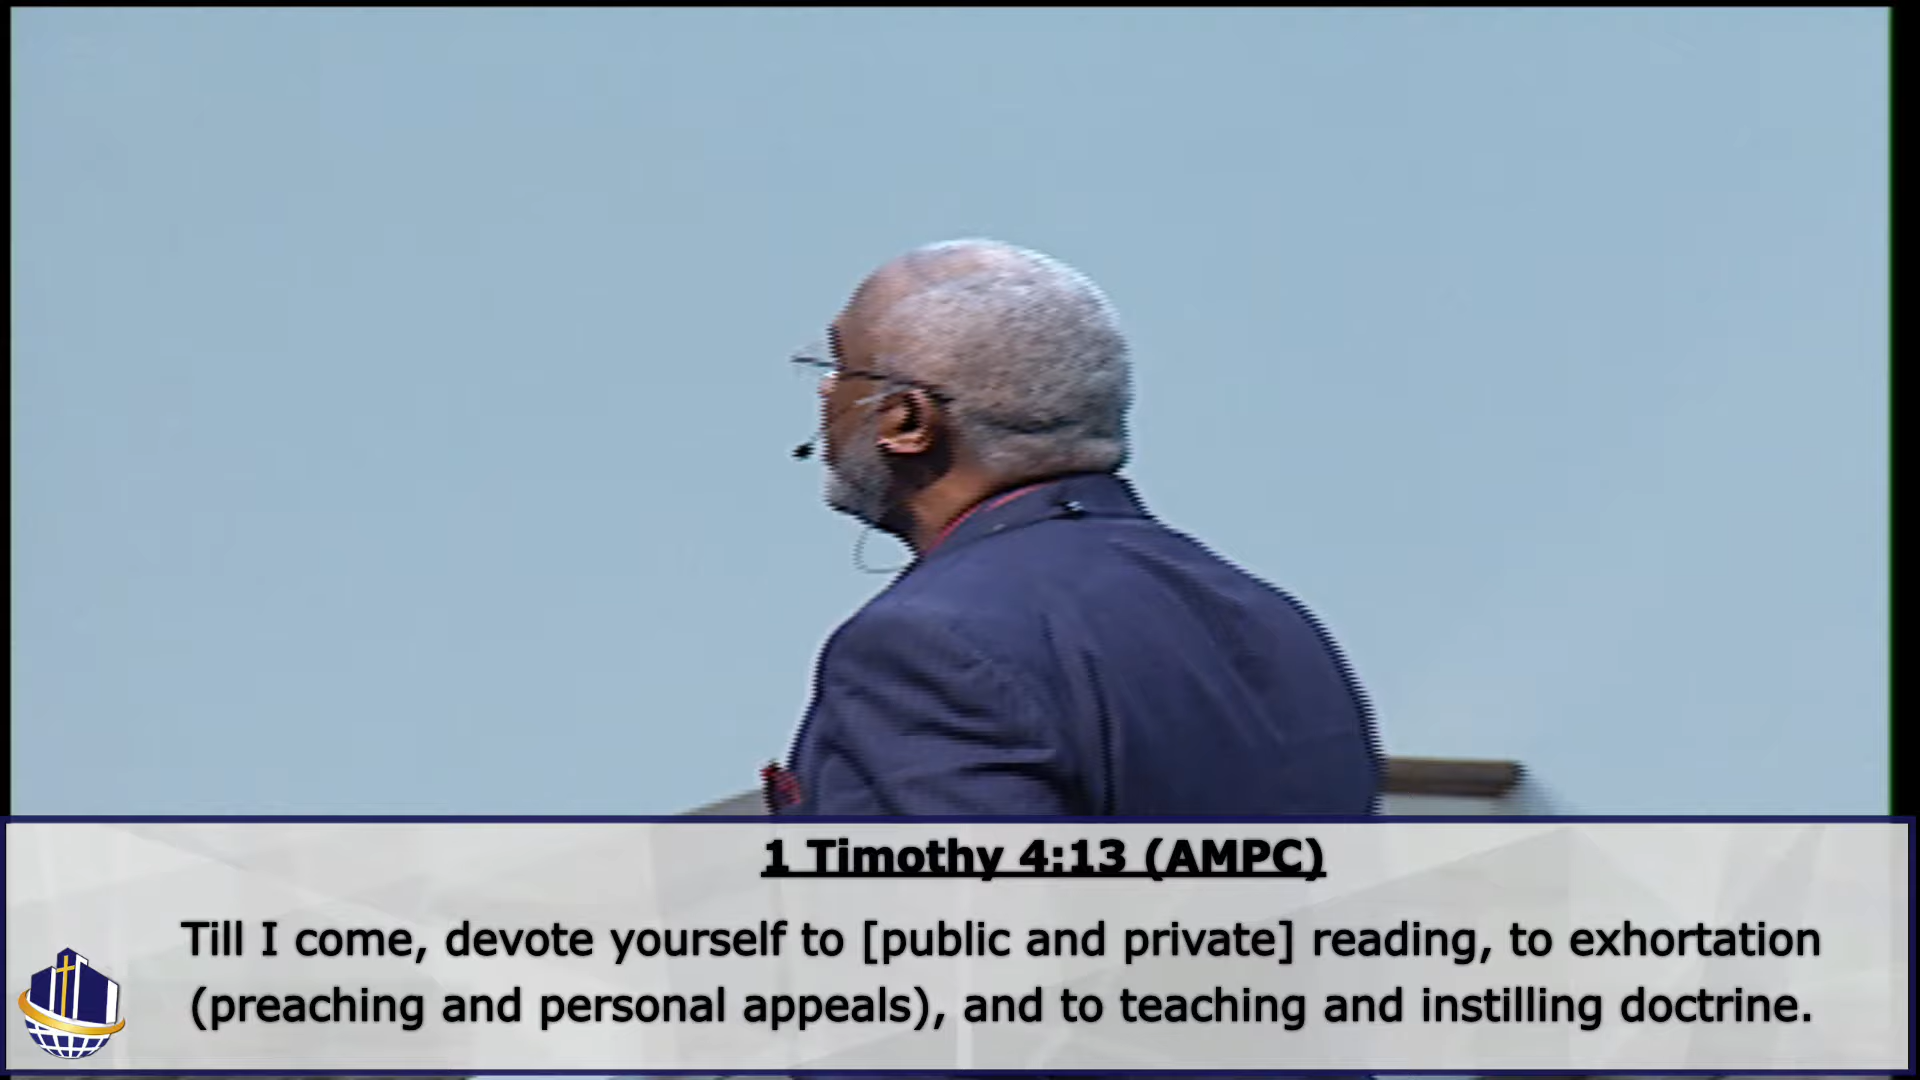 1 Timothy 4:13 (AMPC)
Till I come, devote yourself to [public and private] reading, to exhortation
(preaching and personal appeals), and to teaching and instilling doctrine.